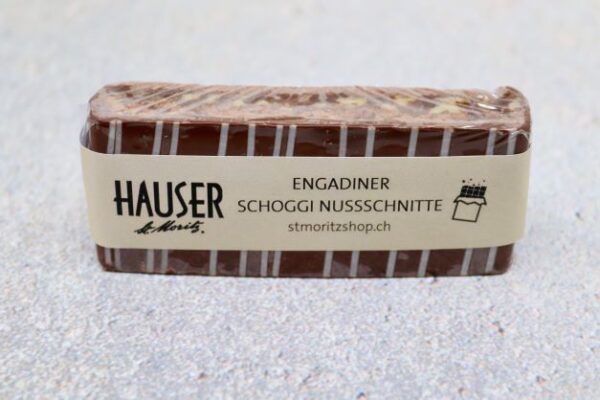 HAUSER
St. Moritz.
ENGADINER
SCHOGGI NUSSSCHNITTE
stmoritzshop.ch